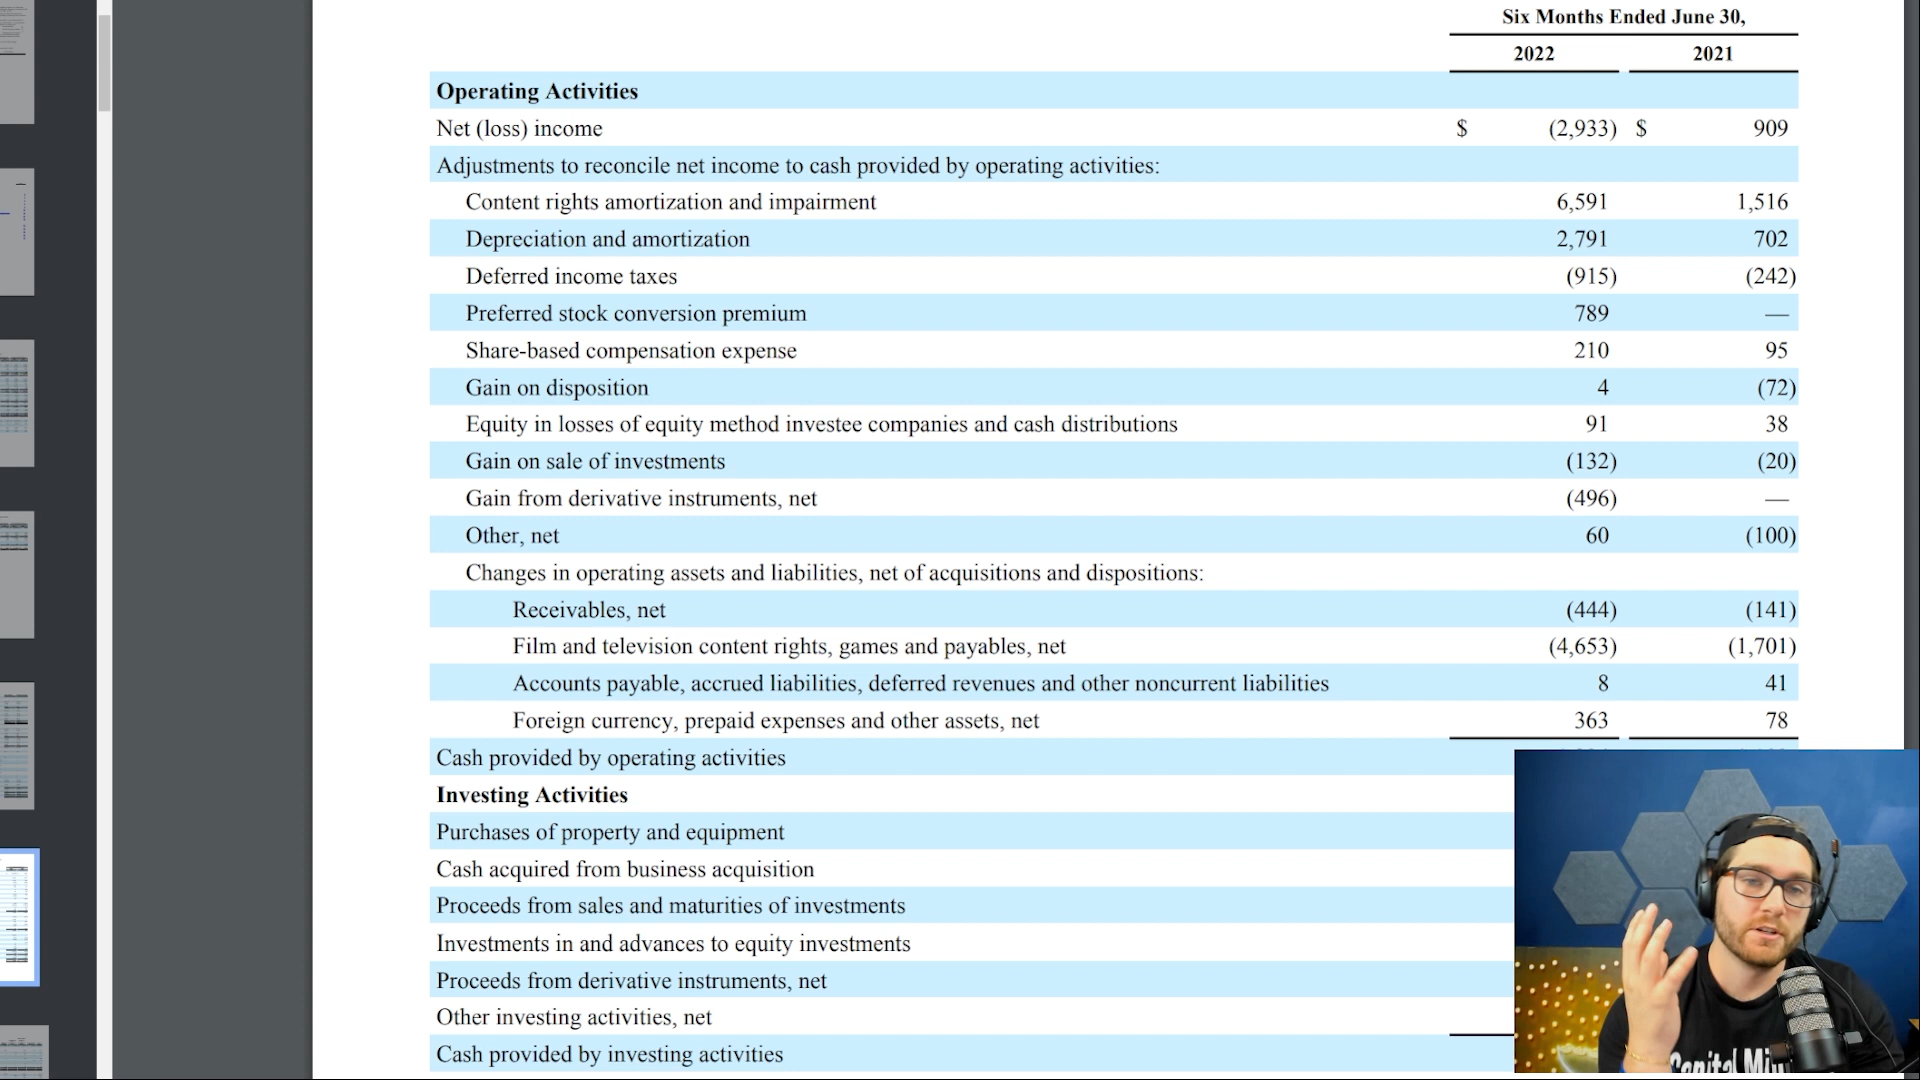 Six Months Ended June 30,
2022 2021
Operating Activities
Net (loss) income $ (2,933) $ 909
Adjustments to reconcile net income to cash provided by operating activities:
Content rights amortization and impairment 6,591 1,516
Depreciation and amortization 2,791 702
Deferred income taxes (915) (242)
Preferred stock conversion premium 789 —
Share-based compensation expense 210 95
Gain on disposition 4 (72)
Equity in losses of equity method investee companies and cash distributions 91 38
Gain on sale of investments (132) (20)
Gain from derivative instruments, net (496) —
Other, net 60 (100)
Changes in operating assets and liabilities, net of acquisitions and dispositions:
Receivables, net (444) (141)
Film and television content rights, games and payables, net (4,653) (1,701)
Accounts payable, accrued liabilities, deferred revenues and other noncurrent liabilities 8 41
Foreign currency, prepaid expenses and other assets, net 363 78
Cash provided by operating activities
Investing Activities
Purchases of property and equipment
Cash acquired from business acquisition
Proceeds from sales and maturities of investments
Investments in and advances to equity investments
Proceeds from derivative instruments, net
Other investing activities, net
Cash provided by investing activities
Capital